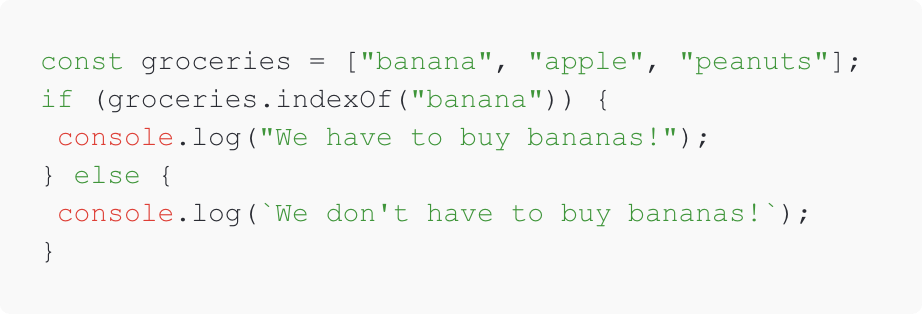 const groceries = ["banana", "apple", "peanuts"];
if (groceries.indexOf("banana")) {
 console.log("We have to buy bananas!");
} else {
 console.log(`We don't have to buy bananas!`);
}